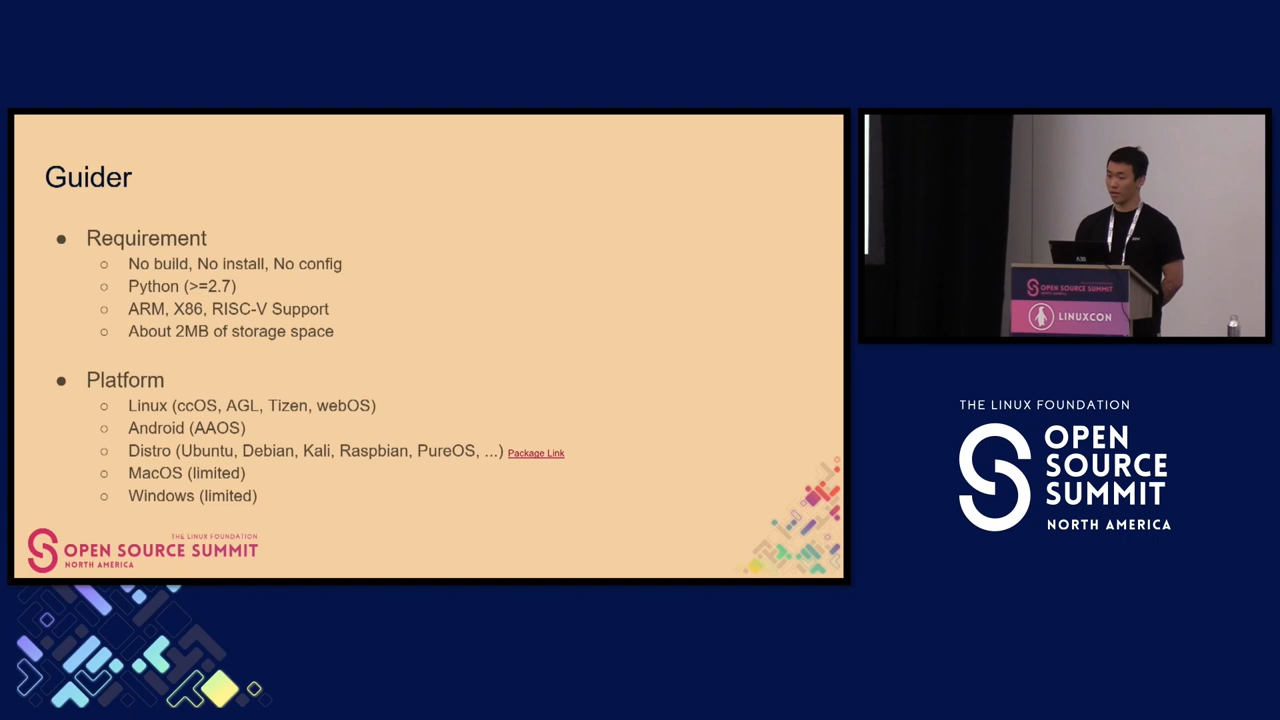 Guider
● Requirement
○ No build, No install, No config
○ Python (>=2.7)
○ ARM, X86, RISC-V Support
○ About 2MB of storage space
● Platform
○ Linux (ccOS, AGL, Tizen, webOS)
○ Android (AAOS)
○ Distro (Ubuntu, Debian, Kali, Raspbian, PureOS, ...) Package Link
○ MacOS (limited)
○ Windows (limited)
THE LINUX FOUNDATION
OPEN SOURCE SUMMIT
NORTH AMERICA
OPEN SOURCE SUMMIT
NORTH AMERICA
LINUXCON
THE LINUX FOUNDATION
OPEN
SOURCE
SUMMIT
NORTH AMERICA